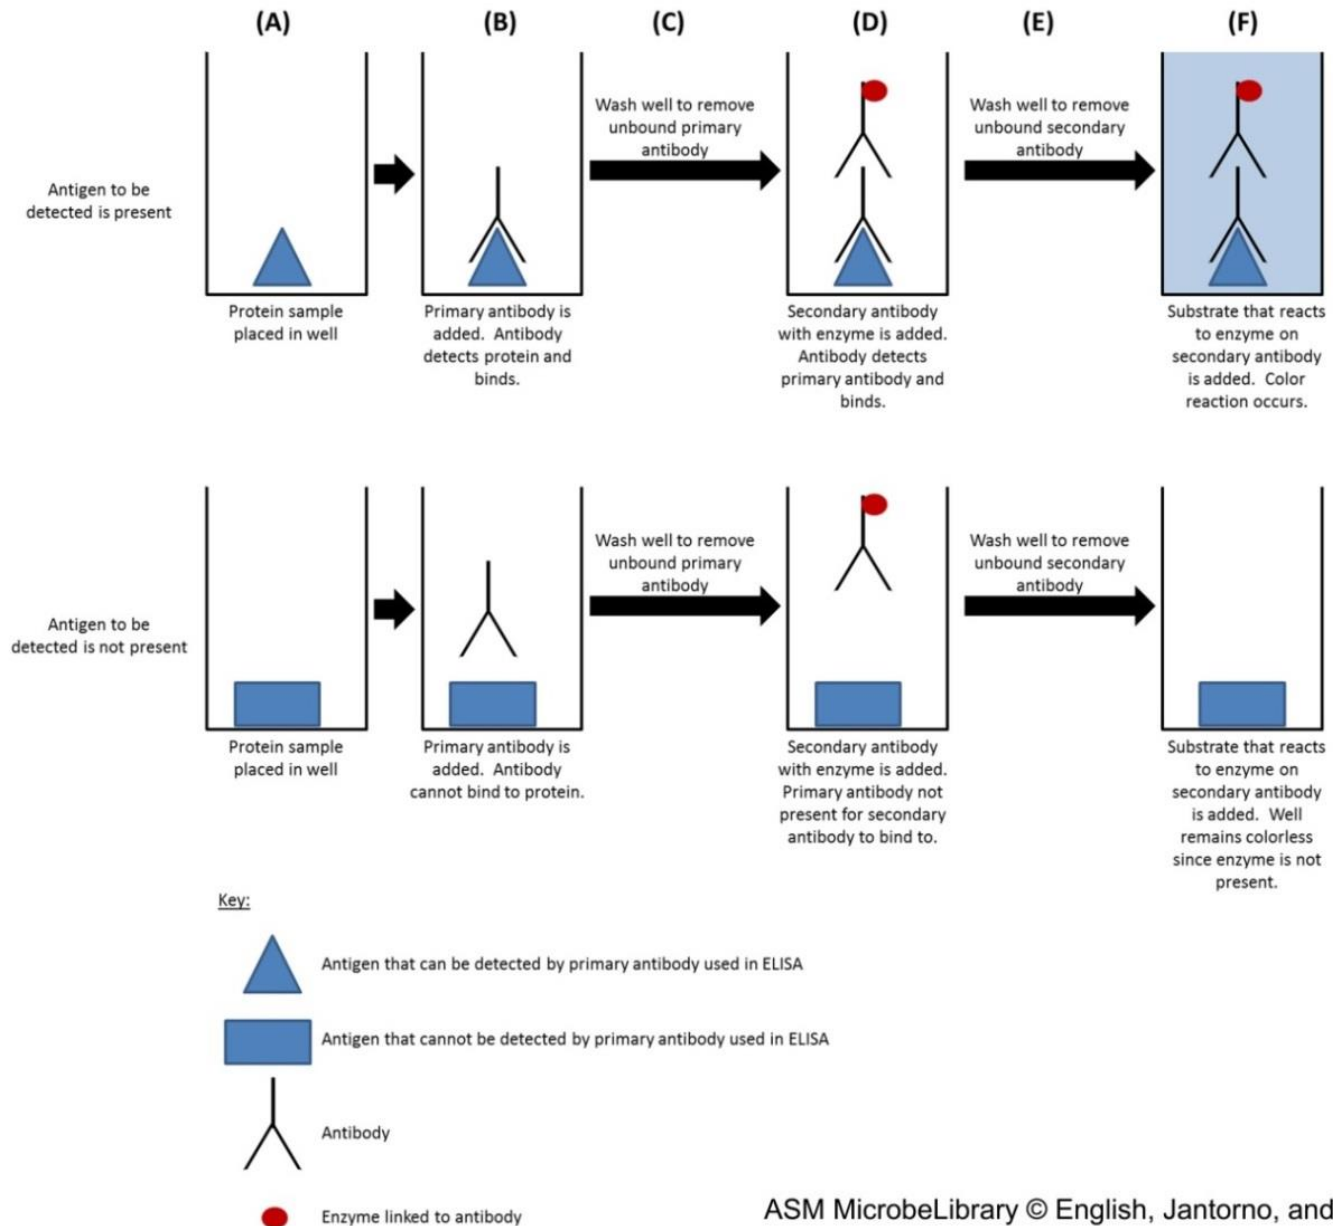 (A)
(B)
(C)
(D)
(E)
(F)
Antigen to be
detected is present
Protein sample
placed in well
Primary antibody is
added. Antibody
detects protein and
binds.
Wash well to remove
unbound primary
antibody
Secondary antibody
with enzyme is added.
Antibody detects
primary antibody and
binds.
Wash well to remove
unbound secondary
antibody
Substrate that reacts
to enzyme on
secondary antibody
is added. Color
reaction occurs.
Antigen to be
detected is not present
Protein sample
placed in well
Primary antibody is
added. Antibody
cannot bind to protein.
Wash well to remove
unbound primary
antibody
Secondary antibody
with enzyme is added.
Primary antibody not
present for secondary
antibody to bind to.
Wash well to remove
unbound secondary
antibody
Substrate that reacts
to enzyme on
secondary antibody
is added. Well
remains colorless
since enzyme is not
present.
Key:
Antigen that can be detected by primary antibody used in ELISA
Antigen that cannot be detected by primary antibody used in ELISA
Antibody
Enzyme linked to antibody
ASM MicrobeLibrary © English, Jantorno, and